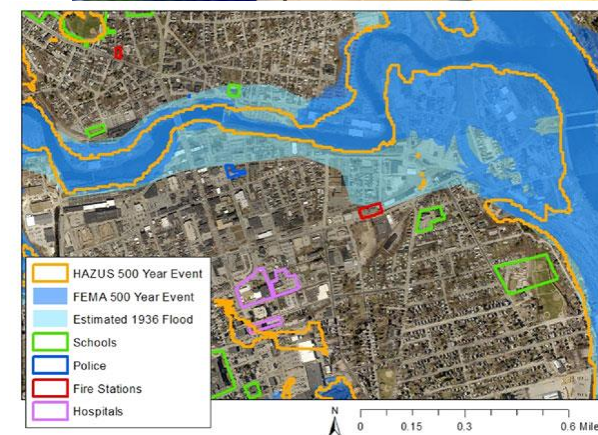 HAZUS 500 Year Event
FEMA 500 Year Event
Estimated 1936 Flood
Schools
Police
Fire Stations
Hospitals
N
0 0.15 0.3 0.6 Mile